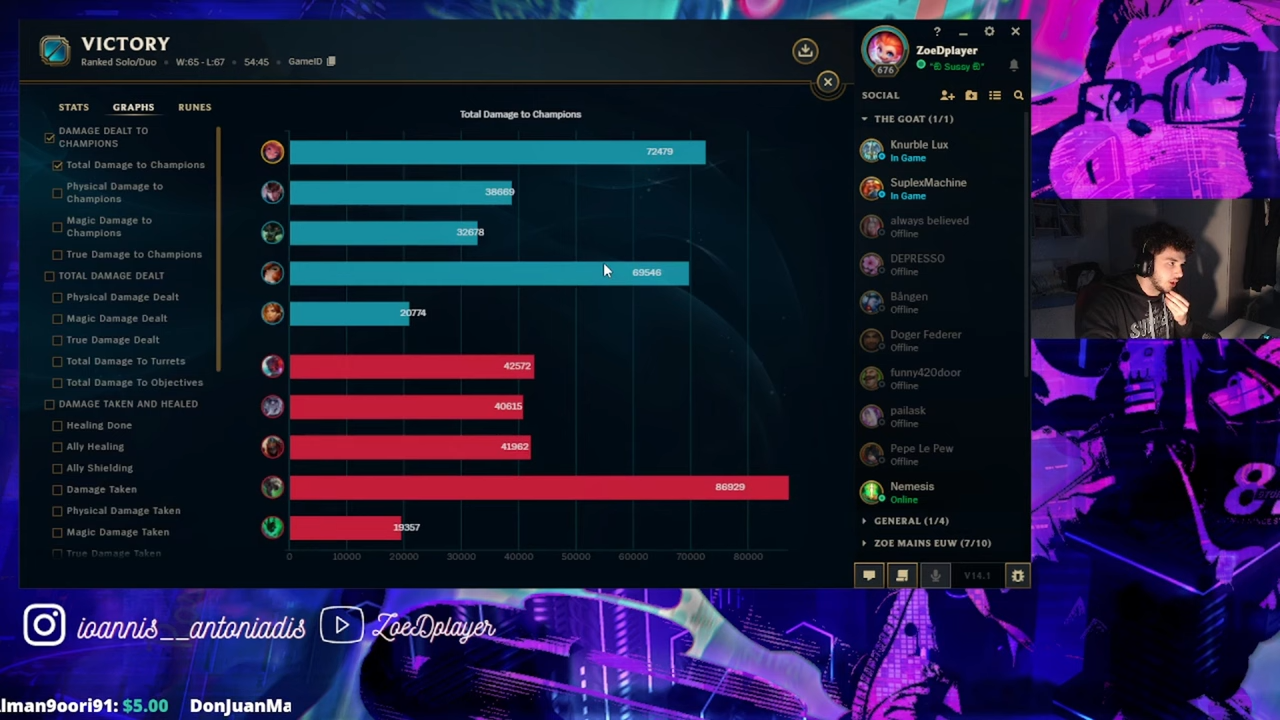 VICTORY
Ranked Solo/Duo • W:65 - L:67 • 54:45 • GameID
STATS GRAPHS RUNES
DAMAGE DEALT TO
CHAMPIONS
Total Damage to Champions
Physical Damage to
Champions
Magic Damage to
Champions
True Damage to Champions
TOTAL DAMAGE DEALT
Physical Damage Dealt
Magic Damage Dealt
True Damage Dealt
Total Damage To Turrets
Total Damage To Objectives
DAMAGE TAKEN AND HEALED
Healing Done
Ally Healing
Ally Shielding
Damage Taken
Physical Damage Taken
Magic Damage Taken
True Damage Taken
Total Damage to Champions
72479
38669
32678
69546
20774
42572
40615
41962
86929
19357
0 10000 20000 30000 40000 50000 60000 70000 80000
?
676
ZoeDplayer
Sussy
SOCIAL
THE GOAT (1/1)
Knurble Lux
In Game
SuplexMachine
In Game
always believed
Offline
DEPRESSO
Offline
Bången
Offline
Doger Federer
Offline
funny420door
Offline
pailask
Offline
Pepe Le Pew
Offline
Nemesis
Online
GENERAL (1/4)
ZOE MAINS EUW (7/10)
V14.1
ioannis__antoniadis ZoeDplayer
lman9oori91: $5.00 DonJuanMa